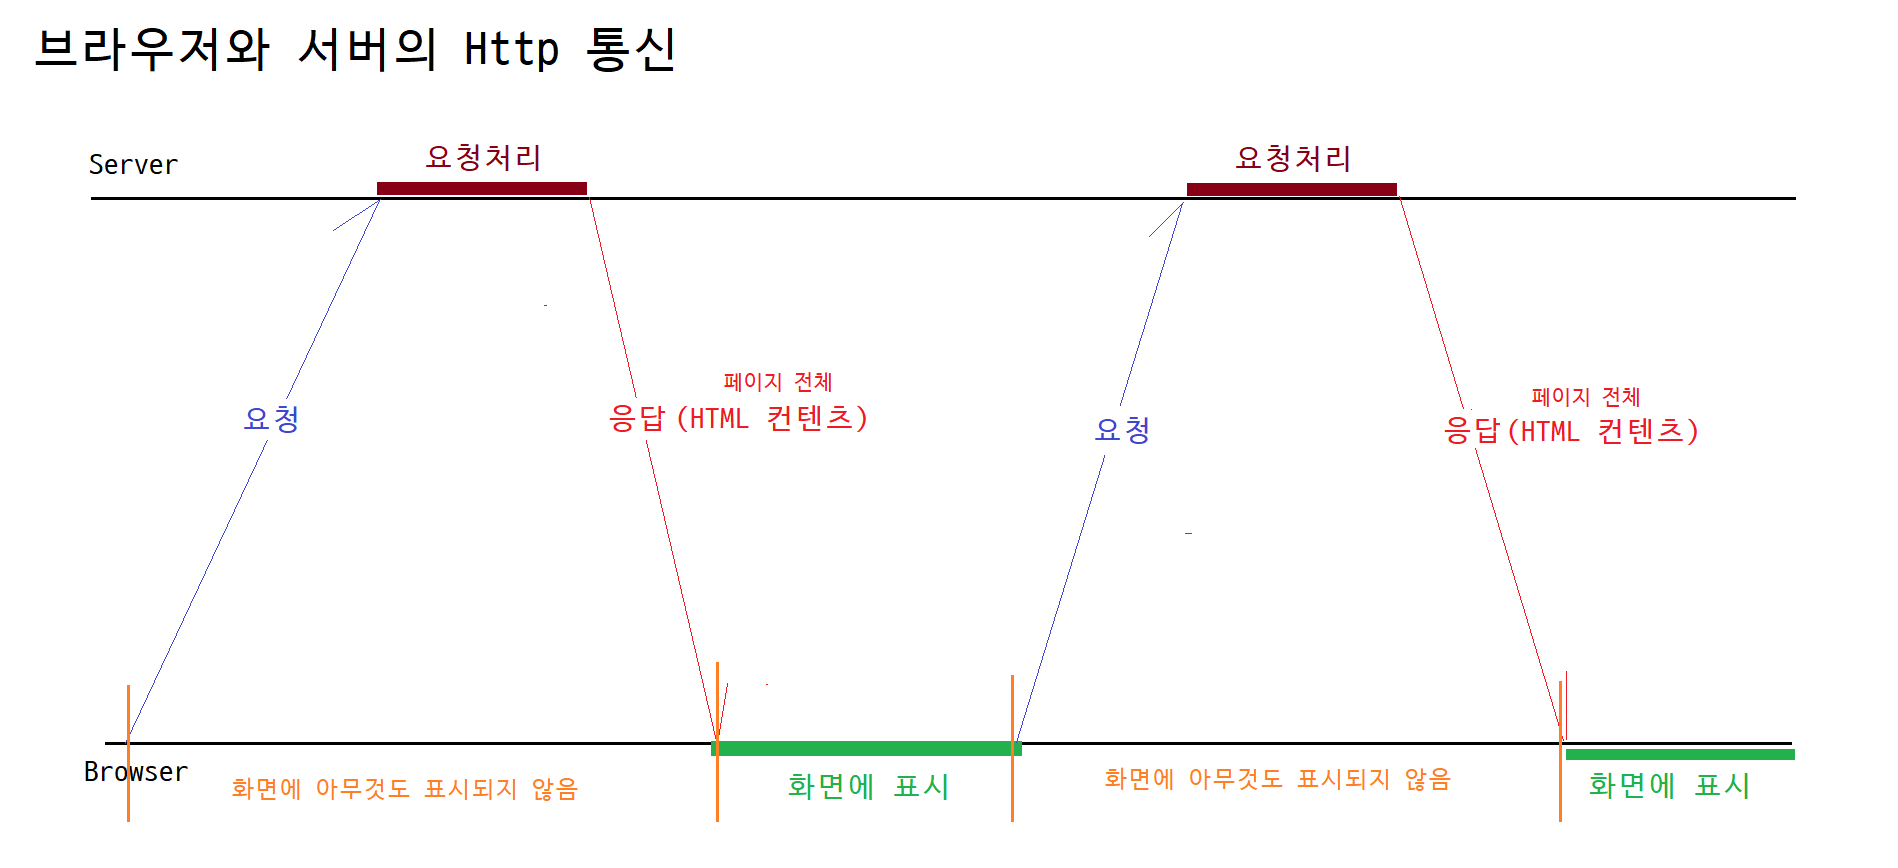 브라우저와 서버의 Http 통신
Server
요청처리
요청처리
요청
페이지 전체
응답(HTML 컨텐츠)
요청
페이지 전체
응답(HTML 컨텐츠)
Browser
화면에 아무것도 표시되지 않음
화면에 표시
화면에 아무것도 표시되지 않음
화면에 표시